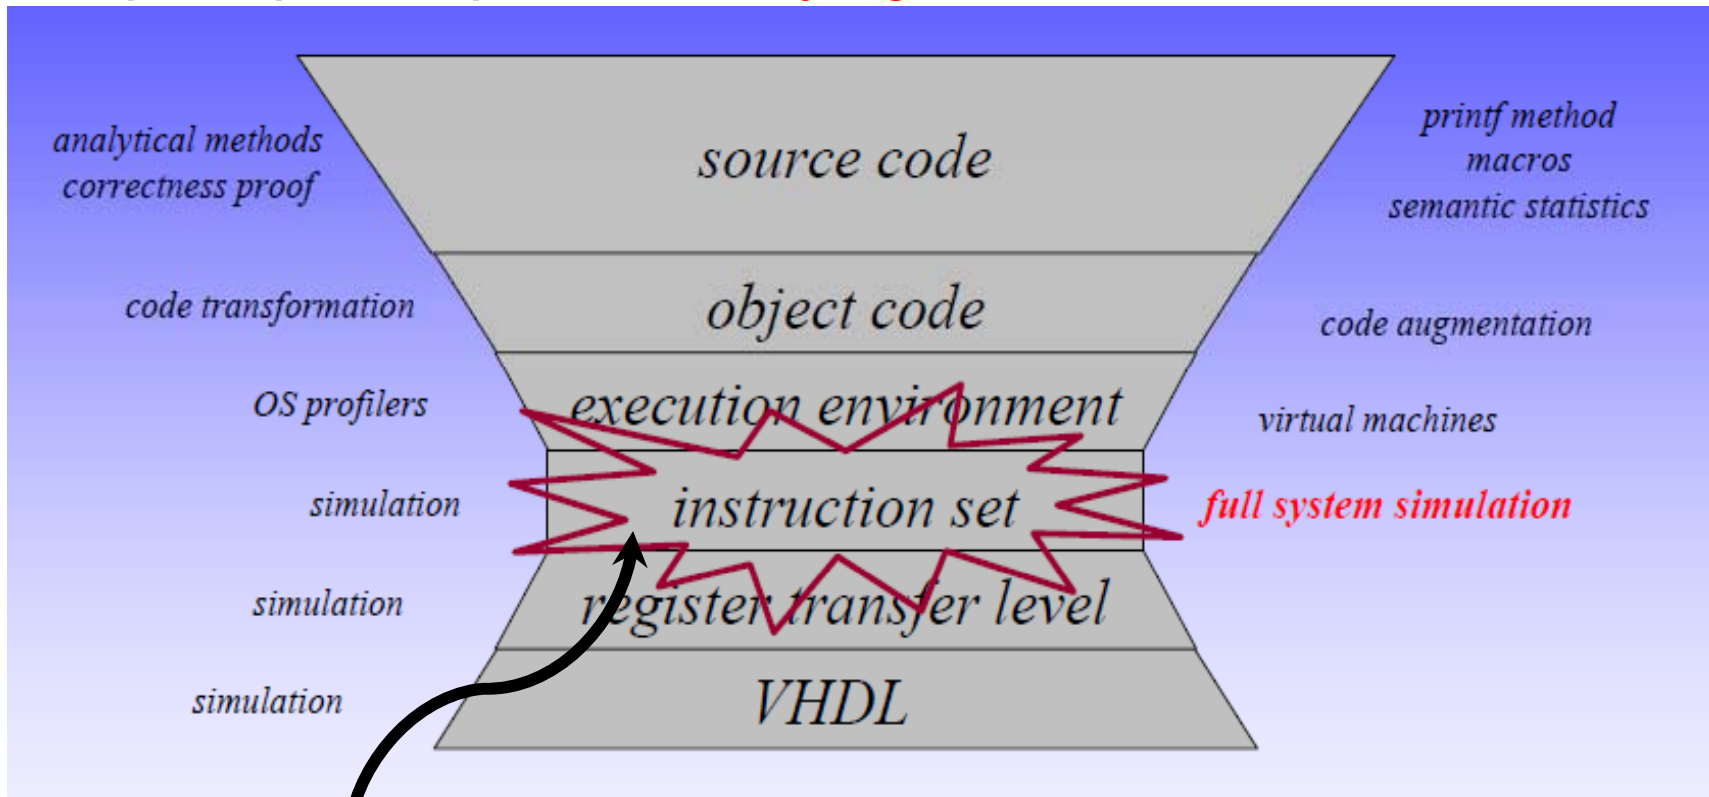 analytical methods
correctness proof
source code
printf method
macros
semantic statistics
code transformation
object code
code augmentation
OS profilers
execution environment
virtual machines
simulation
instruction set
full system simulation
simulation
register transfer level
simulation
VHDL